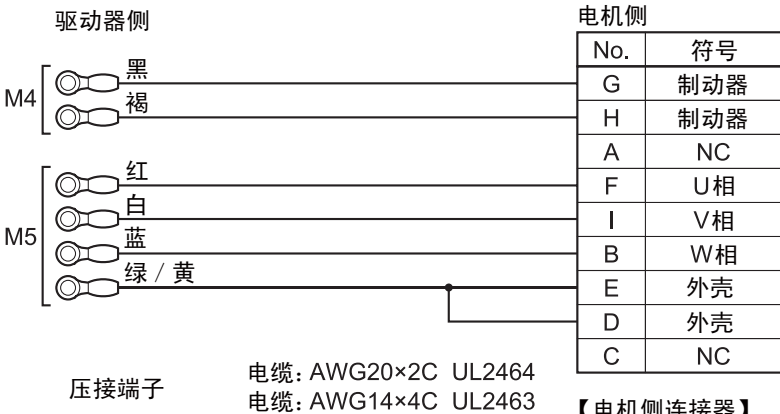 驱动器侧
电机侧
No. 符号
M4
黑
G 制动器
褐
H 制动器
A NC
M5
红
F U相
白
I V相
蓝
B W相
绿 / 黄
E 外壳
D 外壳
C NC
压接端子
电缆: AWG20×2C UL2464
电缆: AWG14×4C UL2463
【电机侧连接器】